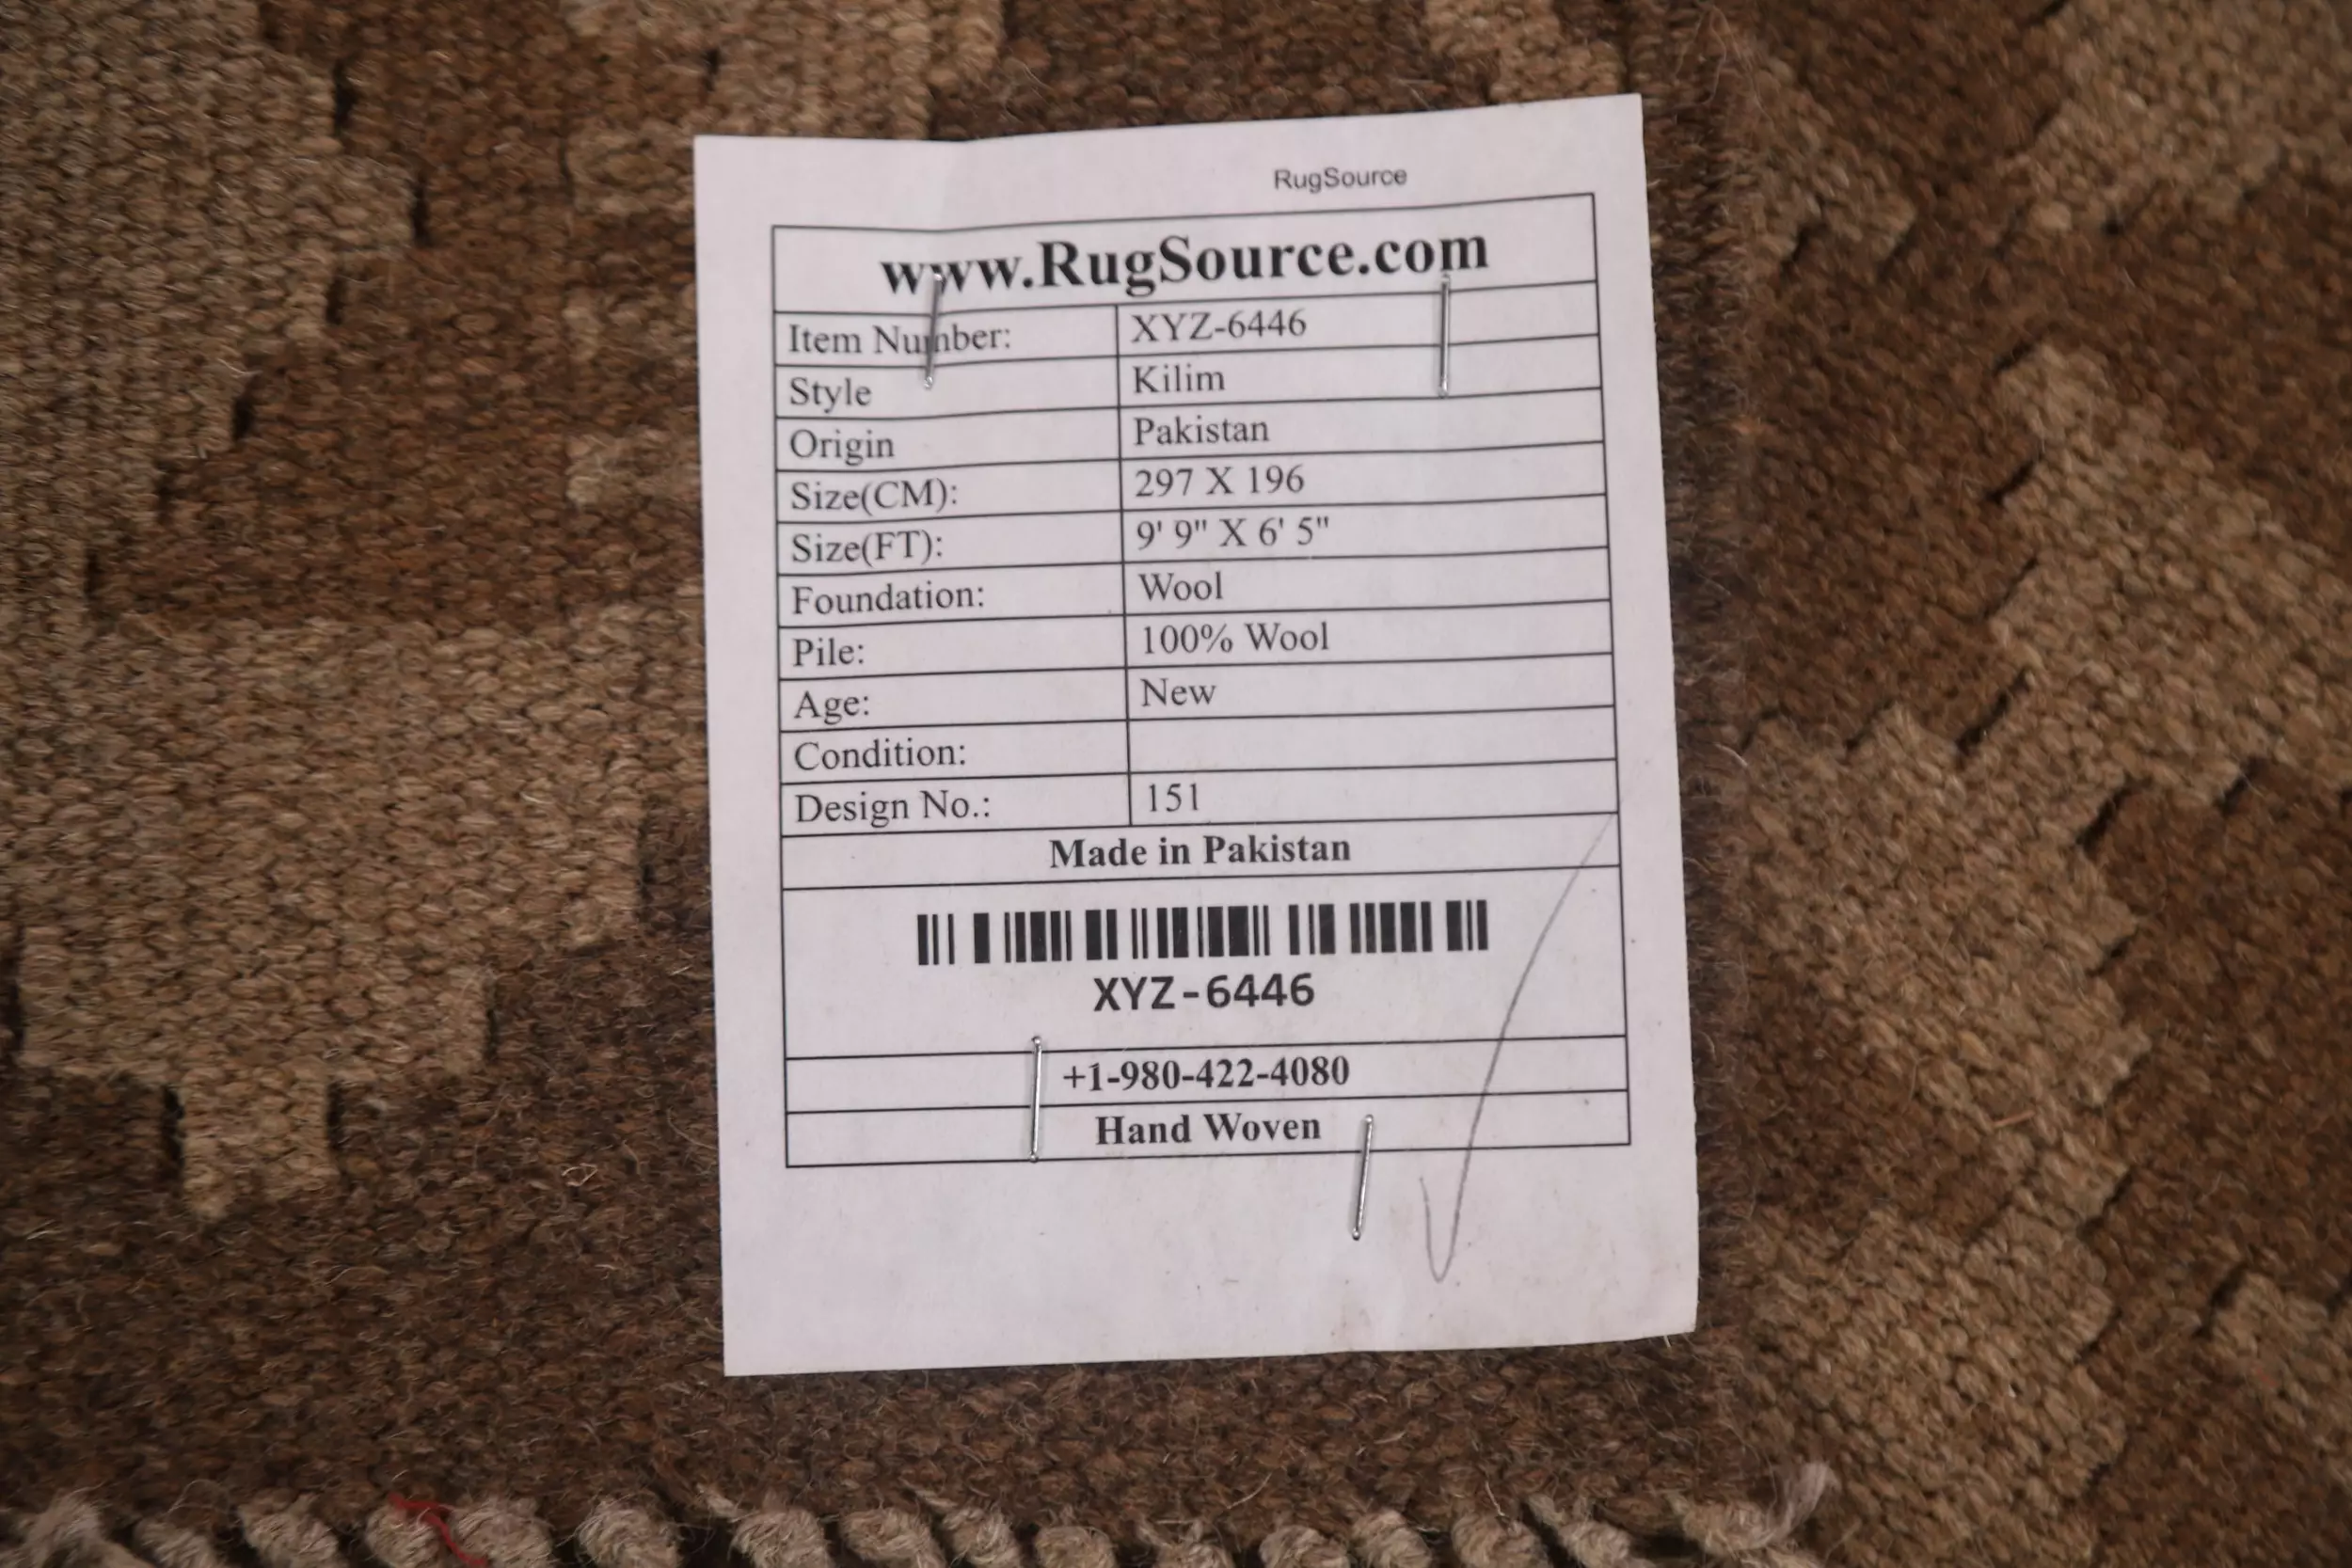 RugSource
www.RugSource.com
Item Number: XYZ-6446
Style Kilim
Origin Pakistan
Size(CM): 297 X 196
Size(FT): 9' 9" X 6' 5"
Foundation: Wool
Pile: 100% Wool
Age: New
Condition:
Design No.: 151
Made in Pakistan
XYZ-6446
+1-980-422-4080
Hand Woven